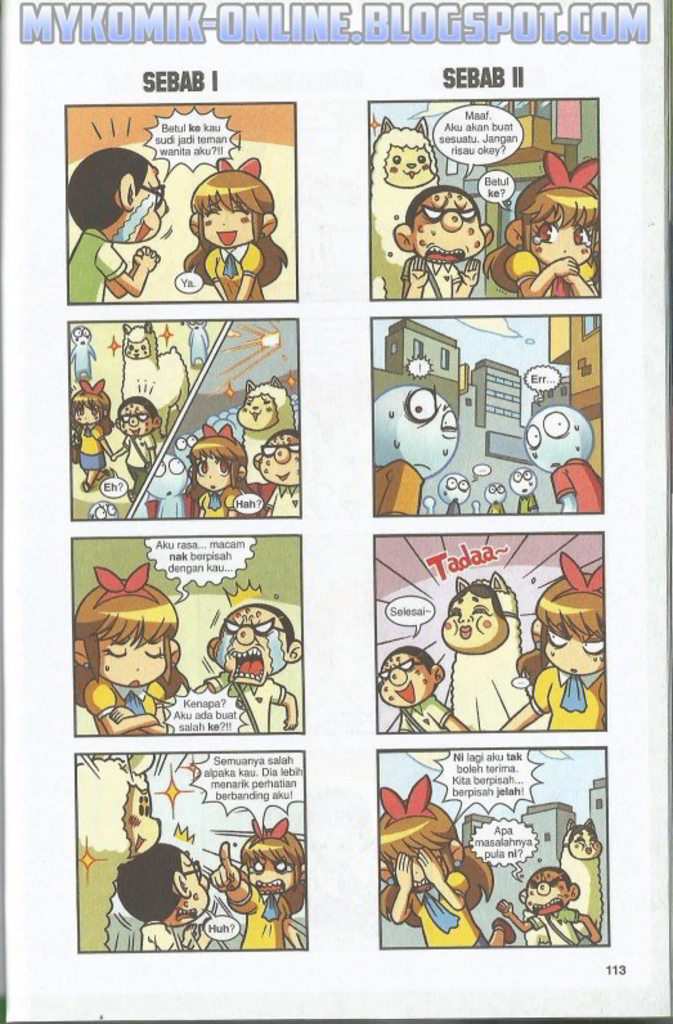 MYKOMIK-ONLINE.BLOGSPOT.COM
SEBAB I
Betul ke kau
sudi jadi teman
wanita aku?!!
Ya.
Eh?
Hah?
Aku rasa... macam
nak berpisah
dengan kau...
Kenapa?
Aku ada buat
salah ke?!!
Semuanya salah
alpaka kau. Dia lebih
menarik perhatian
berbanding aku!
Huh?
SEBAB II
Maaf.
Aku akan buat
sesuatu. Jangan
risau okey?
Betul
ke?
!
Err...
...
Tadaa~
Selesai~
...
Ni lagi aku tak
boleh terima.
Kita berpisah...
berpisah jelah!
Apa
masalahnya
pula ni?
113